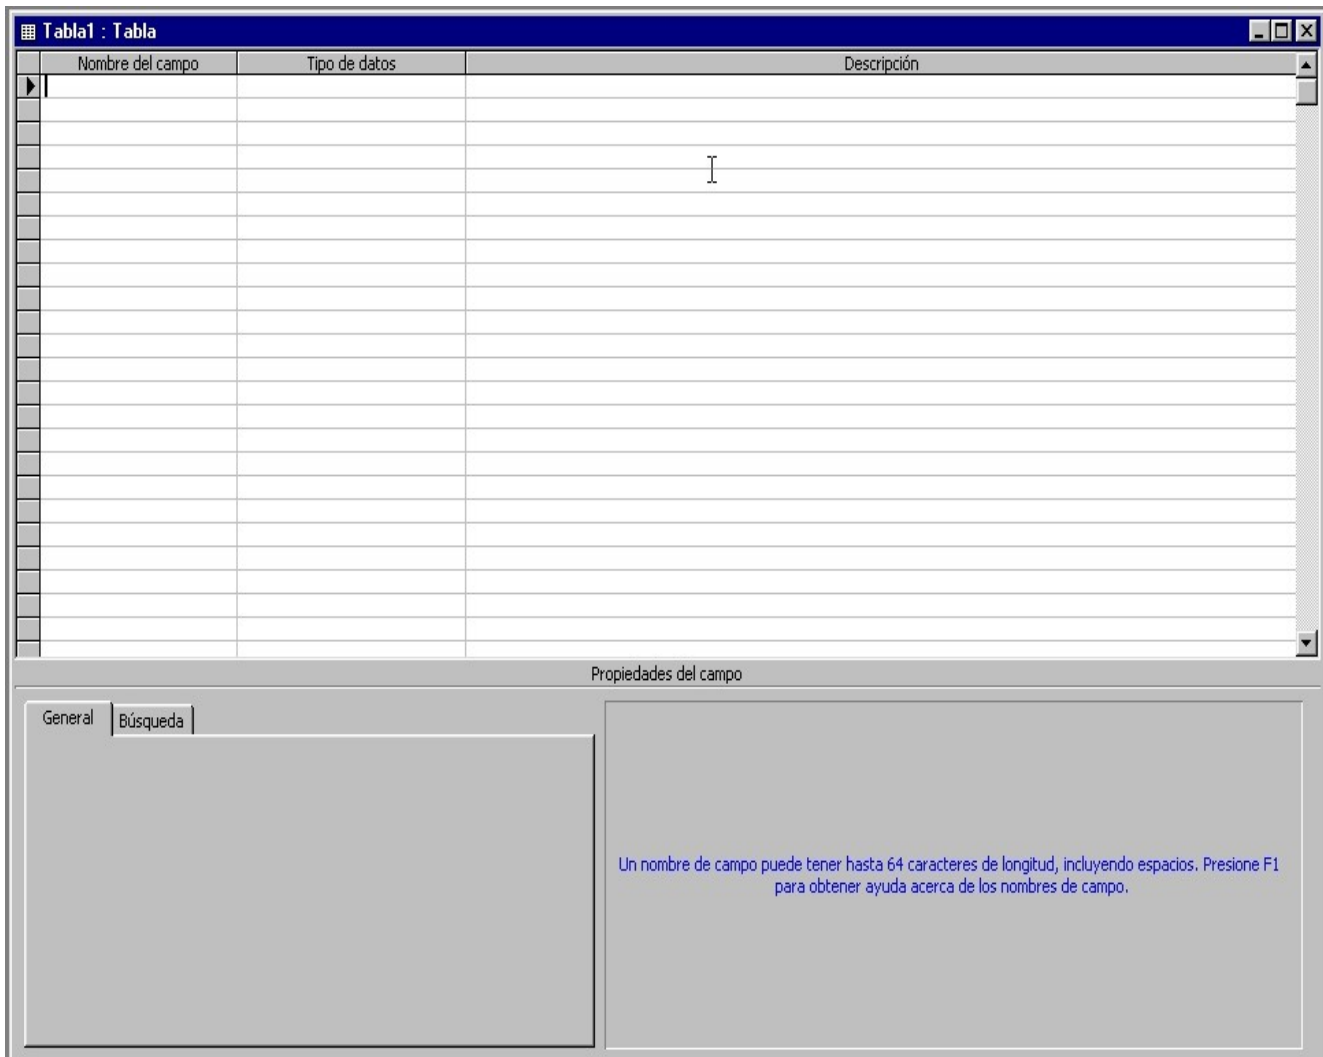 Tabla1 : Tabla
Nombre del campo Tipo de datos Descripción
Propiedades del campo
General Búsqueda
Un nombre de campo puede tener hasta 64 caracteres de longitud, incluyendo espacios. Presione F1
para obtener ayuda acerca de los nombres de campo.